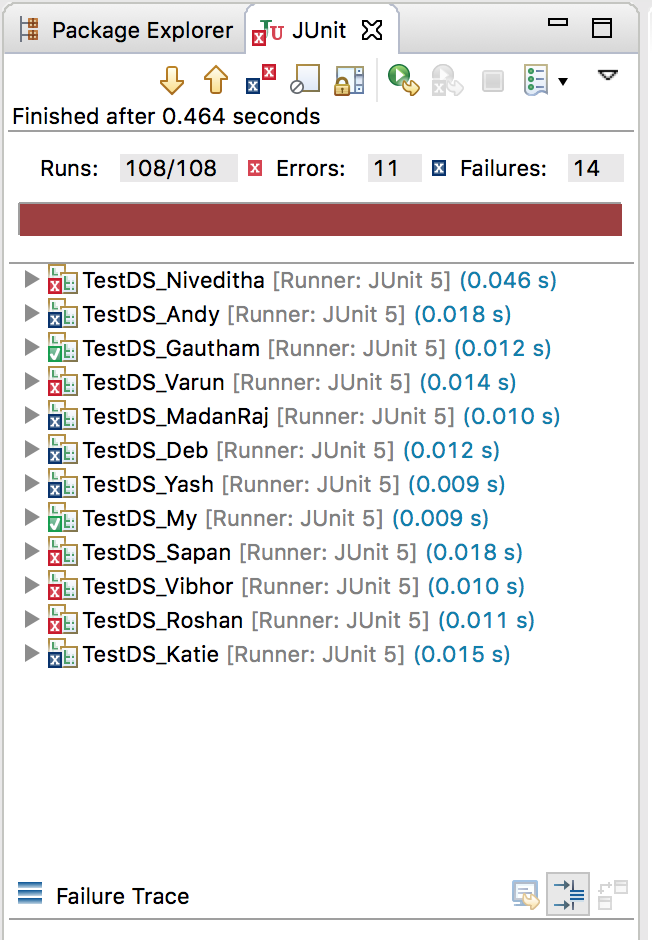 Package Explorer JUnit
Finished after 0.464 seconds
Runs: 108/108 Errors: 11 Failures: 14
TestDS_Niveditha [Runner: JUnit 5] (0.046 s)
TestDS_Andy [Runner: JUnit 5] (0.018 s)
TestDS_Gautham [Runner: JUnit 5] (0.012 s)
TestDS_Varun [Runner: JUnit 5] (0.014 s)
TestDS_MadanRaj [Runner: JUnit 5] (0.010 s)
TestDS_Deb [Runner: JUnit 5] (0.012 s)
TestDS_Yash [Runner: JUnit 5] (0.009 s)
TestDS_My [Runner: JUnit 5] (0.009 s)
TestDS_Sapan [Runner: JUnit 5] (0.018 s)
TestDS_Vibhor [Runner: JUnit 5] (0.010 s)
TestDS_Roshan [Runner: JUnit 5] (0.011 s)
TestDS_Katie [Runner: JUnit 5] (0.015 s)
Failure Trace